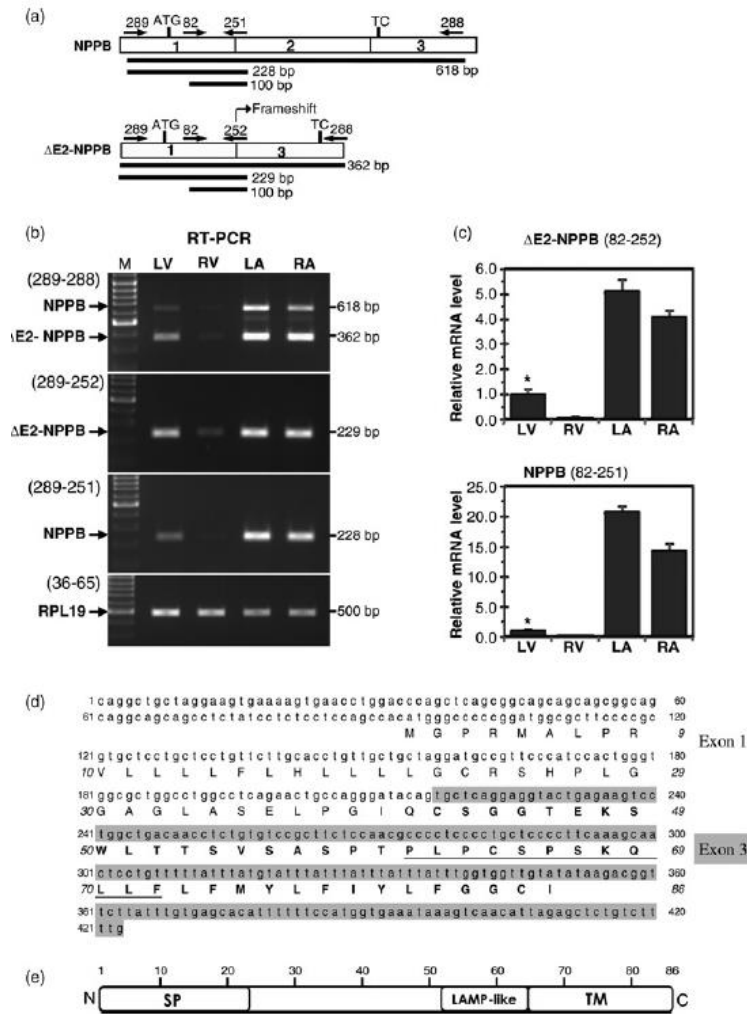 (a)
289 ATG 82 251 TC 288
NPPB 1 2 3
228 bp 618 bp
100 bp
Frameshift
289 ATG 82 252 TC 288
ΔE2-NPPB 1 3
362 bp
229 bp
100 bp
(b) RT-PCR
M LV RV LA RA
(289-288)
NPPB 618 bp
ΔE2- NPPB 362 bp
(289-252)
ΔE2-NPPB 229 bp
(289-251)
NPPB 228 bp
(36-65)
RPL19 500 bp
(c) ΔE2-NPPB (82-252)
Relative mRNA level
6.0
5.0
4.0
3.0
2.0
1.0
0.0
*
LV RV LA RA
NPPB (82-251)
Relative mRNA level
25.0
20.0
15.0
10.0
5.0
0.0
*
LV RV LA RA
(d)
1 caggctgctaggaagtgaaaagtgaacctggacccagctcagcggcagcagcagcggcag 60
61 caggcagcagcctctatcctctcctccagccacatgggcccccggatggcgcttccccgc 120
M G P R M A L P R 9
121 gtgctcctgctcctgttcttgcacctgttgctgctaggatgccgttcccatccactgggt 180
10 V L L L L F L H L L L L G C R S H P L G 29
181 ggcgctggcctggcctcagaactgccagggatacagtgctcaggaggtactgagaagtcc 240
30 G A G L A S E L P G I Q C S G G T E K S 49
241 tggctgacaacctctgtgtccgcttctccaacgcccctgccctgctccccttcaaagcaa 300
50 W L T T S V S A S P T P L P C S P S K Q 69
301 ctcctgtttttatttatgtatttatttatttatttatttggtggttgtatataagacggt 360
70 L L F L F M Y L F I Y L F G G C I 86
361 tcttatttgtgagcacatttttttccatggtgaaataaagtcaacattagctctgtcttt 420
421 ttg
Exon 1
Exon 3
(e)
1 10 20 30 40 50 60 70 80 86
N SP LAMP-like TM C